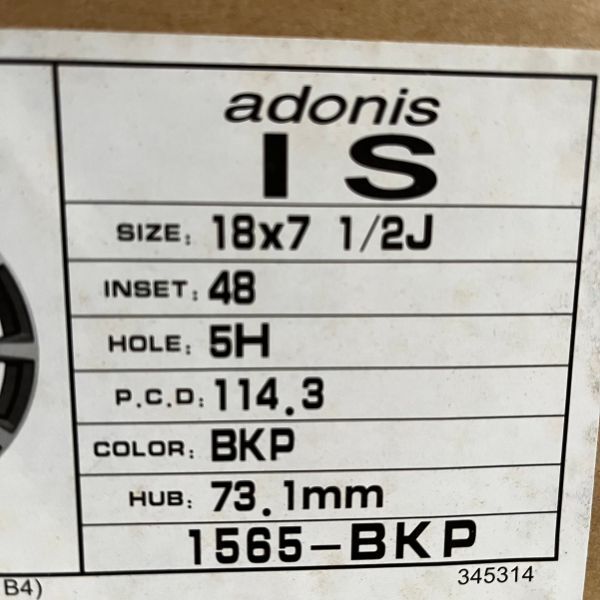 adonis
IS
SIZE: 18x7 1/2J
INSET: 48
HOLE: 5H
P.C.D: 114.3
COLOR: BKP
HUB: 73.1mm
1565-BKP
B4)
345314